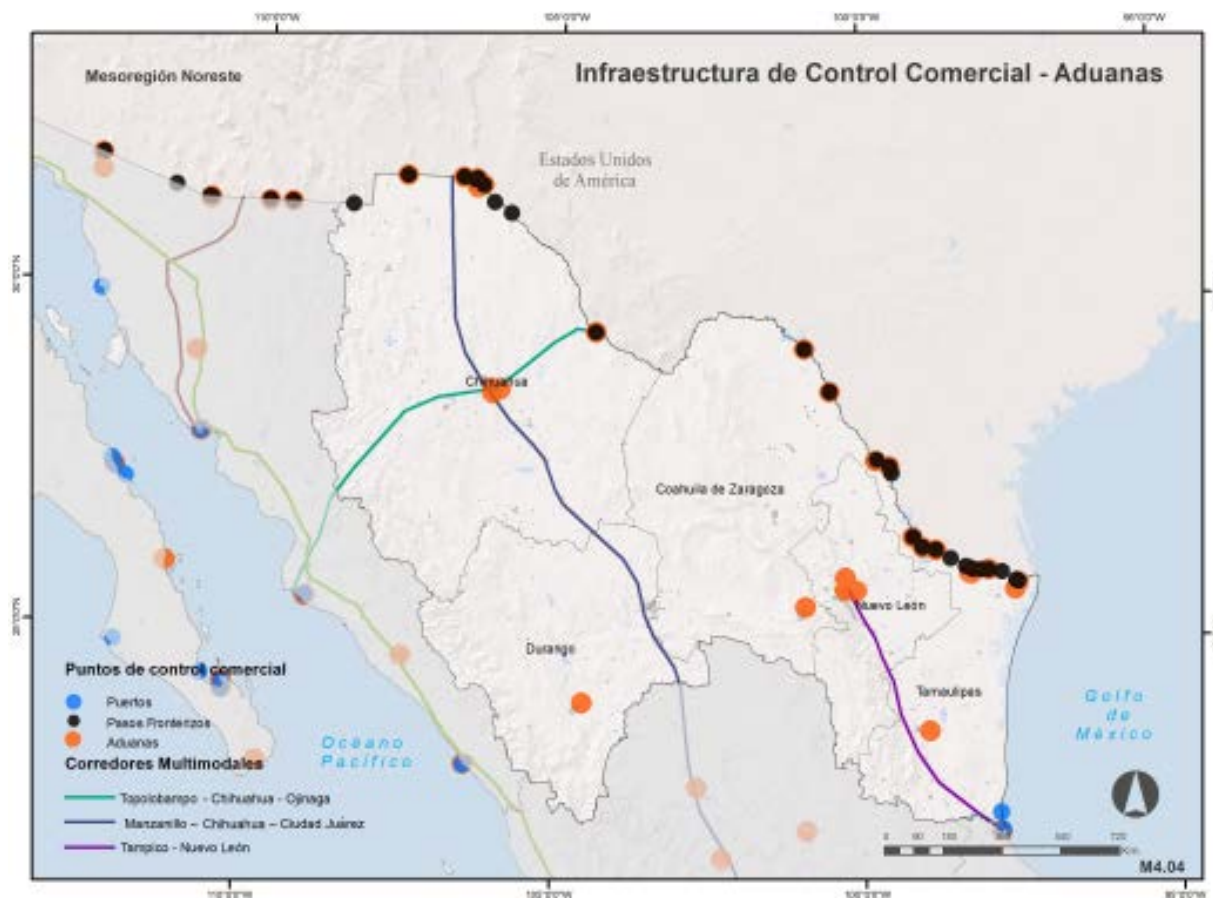 Mesoregión Noreste
Infraestructura de Control Comercial - Aduanas
Estados Unidos
de América
Chihuahua
Coahuila de Zaragoza
Nuevo León
Durango
Tamaulipas
Golfo
de
México
Océano
Pacífico
Puntos de control comercial
Puertos
Pasos Fronterizos
Aduanas
Corredores Multimodales
Topolobampo - Chihuahua - Ojinaga
Manzanillo - Chihuahua - Ciudad Juárez
Tampico - Nuevo León
Km
M4.04